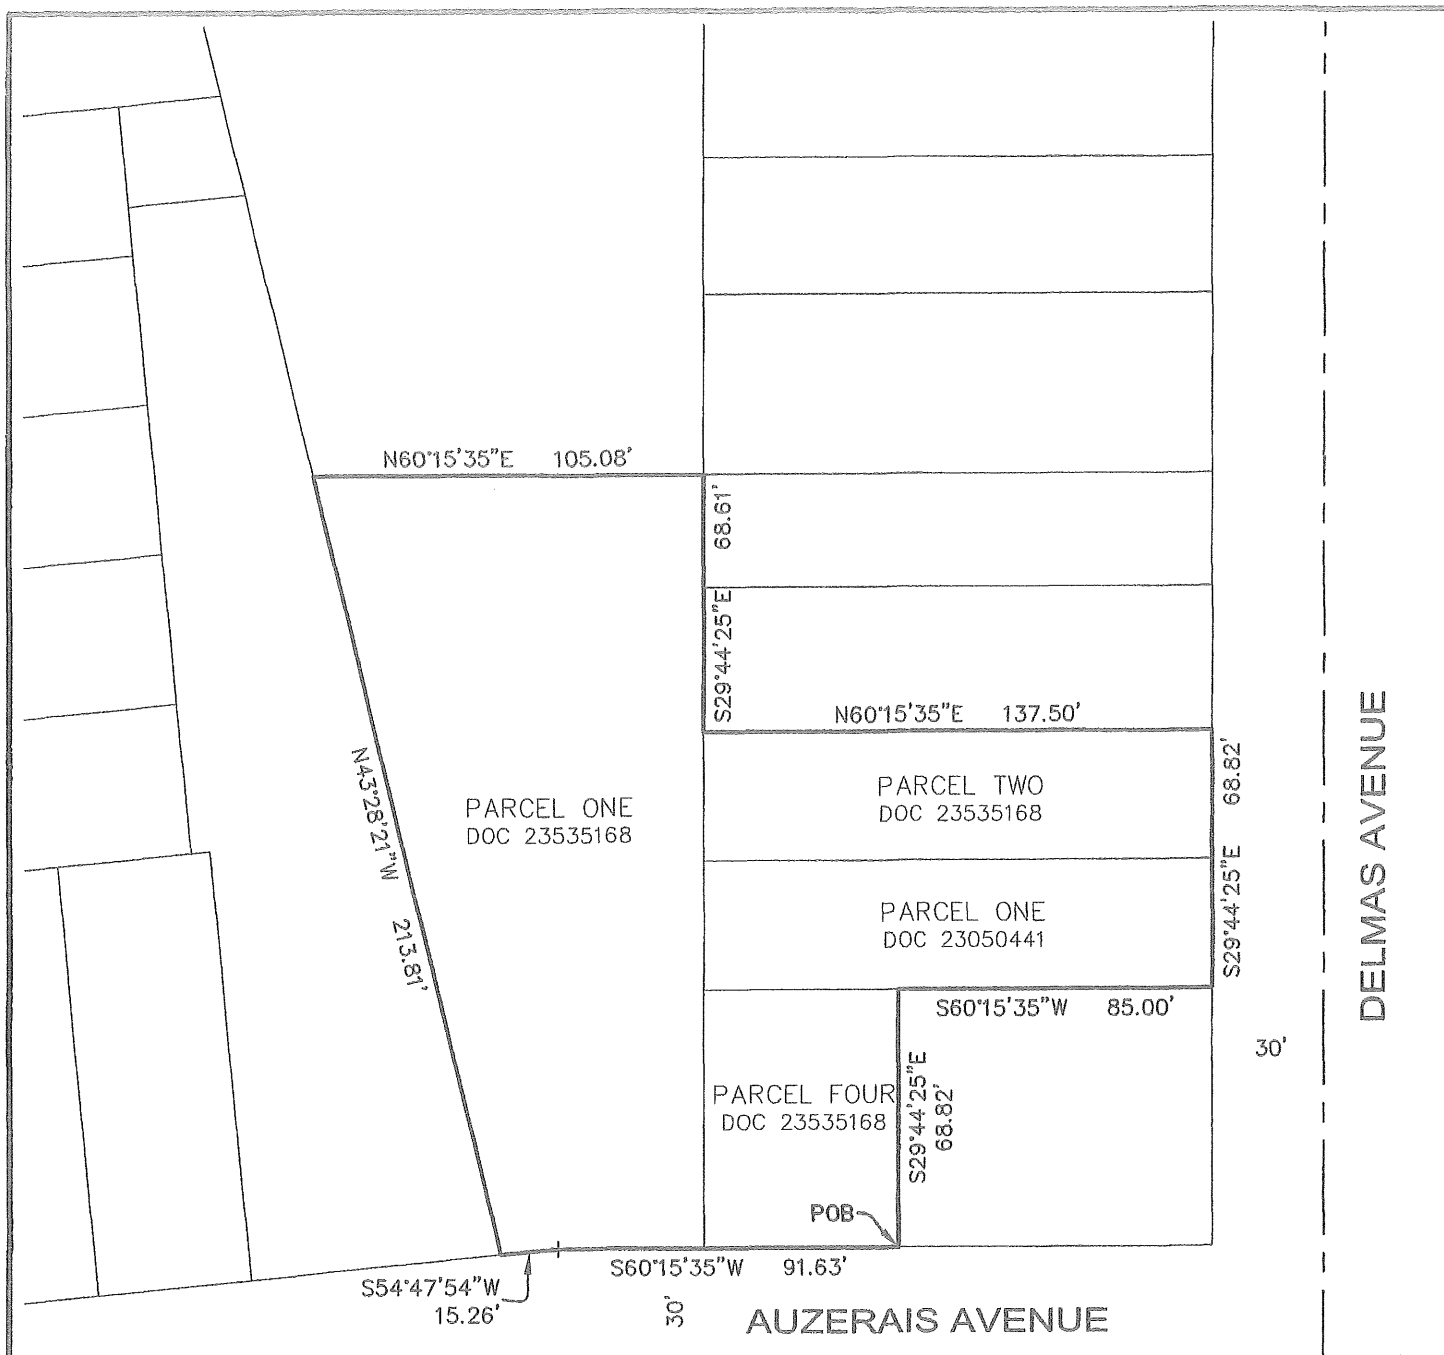 N60°15'35"E 105.08'
68.61'
S29°44'25"E
N60°15'35"E 137.50'
68.82'
S29°44'25"E
DELMAS AVENUE
N43°28'21"W 213.81'
PARCEL ONE
DOC 23535168
PARCEL TWO
DOC 23535168
PARCEL ONE
DOC 23050441
S60°15'35"W 85.00'
30'
PARCEL FOUR
DOC 23535168
S29°44'25"E
68.82'
POB
S60°15'35"W 91.63'
S54°47'54"W
15.26'
30'
AUZERAIS AVENUE